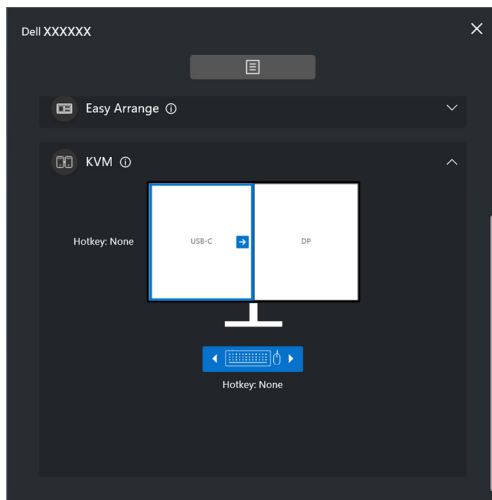 Dell XXXXXX
Easy Arrange
KVM
Hotkey: None
USB-C
DP
Hotkey: None